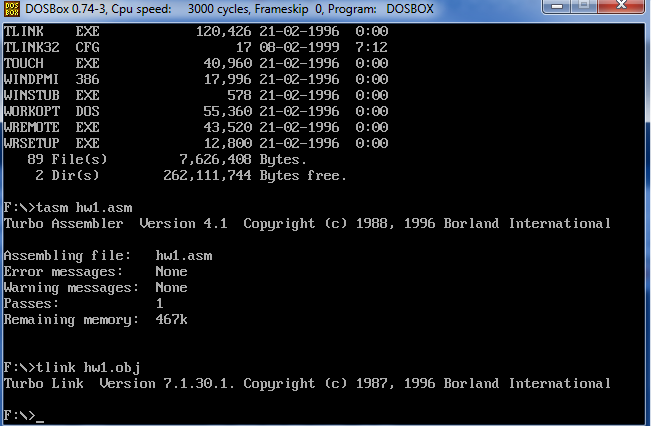 DOSBox 0.74-3, Cpu speed: 3000 cycles, Frameskip 0, Program: DOSBOX
TLINK EXE 120,426 21-02-1996 0:00
TLINK32 CFG 17 08-02-1999 7:12
TOUCH EXE 40,960 21-02-1996 0:00
WINDPMI 386 17,996 21-02-1996 0:00
WINSTUB EXE 578 21-02-1996 0:00
WORKOPT DOS 55,360 21-02-1996 0:00
WREMOTE EXE 43,520 21-02-1996 0:00
WRSETUP EXE 12,800 21-02-1996 0:00
89 File(s) 7,626,408 Bytes.
2 Dir(s) 262,111,744 Bytes free.
F:\>tasm hw1.asm
Turbo Assembler Version 4.1 Copyright (c) 1988, 1996 Borland International
Assembling file: hw1.asm
Error messages: None
Warning messages: None
Passes: 1
Remaining memory: 467k
F:\>tlink hw1.obj
Turbo Link Version 7.1.30.1. Copyright (c) 1987, 1996 Borland International
F:\>_